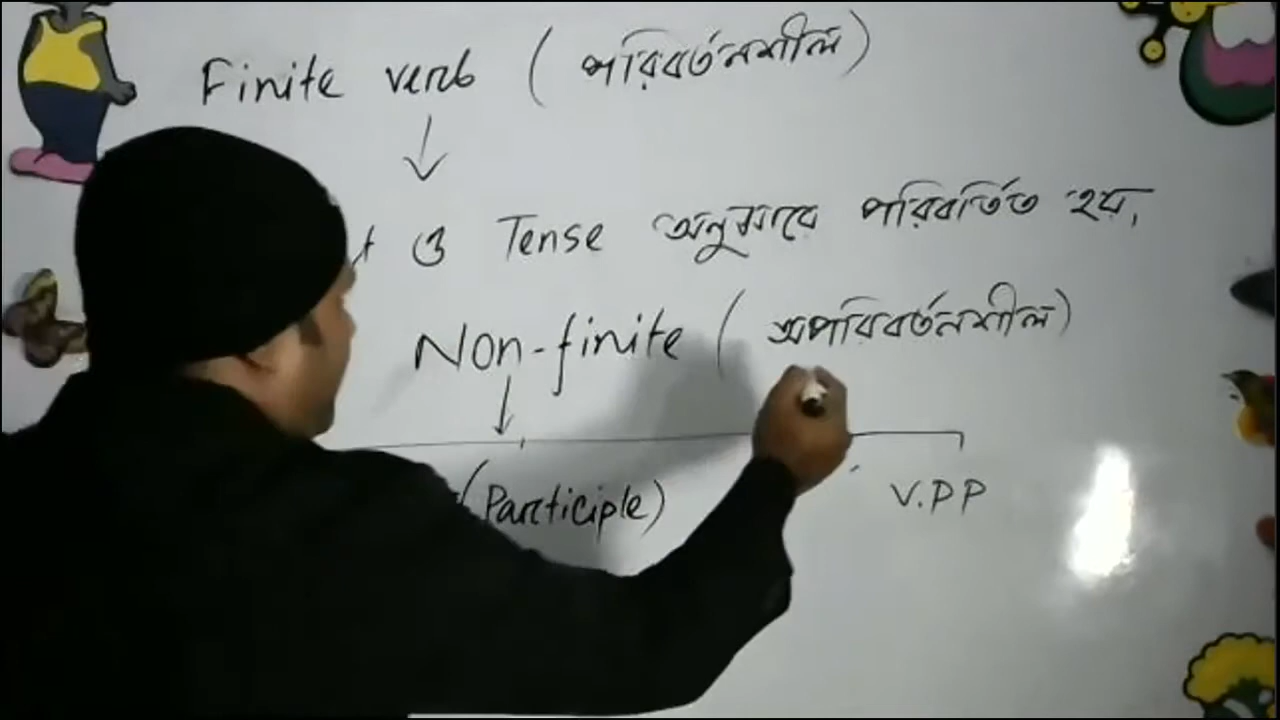 Finite verb ( পরিবর্তনশীল )
ও Tense অনুসারে পরিবর্তিত হয়,
Non-finite ( অপরিবর্তনশীল )
(Participle) V.PP